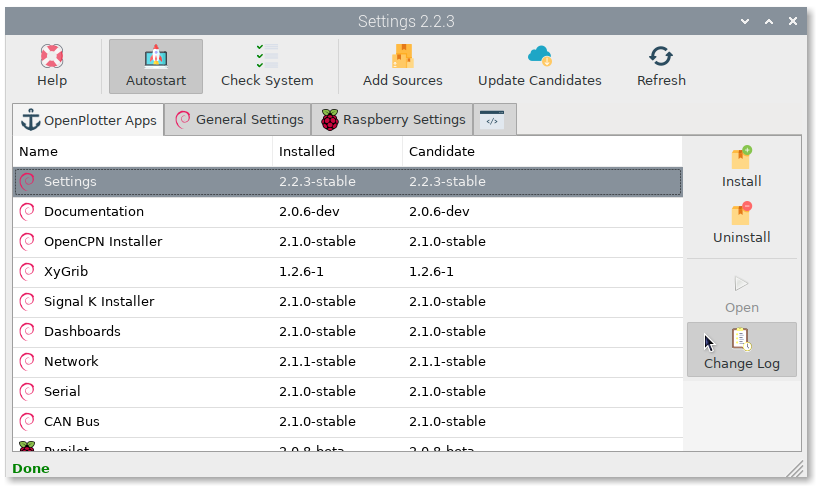 Settings 2.2.3
Help Autostart Check System Add Sources Update Candidates Refresh
OpenPlotter Apps General Settings Raspberry Settings </>
Name Installed Candidate
Settings 2.2.3-stable 2.2.3-stable
Install
Documentation 2.0.6-dev 2.0.6-dev
Uninstall
OpenCPN Installer 2.1.0-stable 2.1.0-stable
XyGrib 1.2.6-1 1.2.6-1
Signal K Installer 2.1.0-stable 2.1.0-stable
Open
Dashboards 2.1.0-stable 2.1.0-stable
Network 2.1.1-stable 2.1.1-stable
Change Log
Serial 2.1.0-stable 2.1.0-stable
CAN Bus 2.1.0-stable 2.1.0-stable
Pypilot 2.0.8-beta 2.0.8-beta
Done